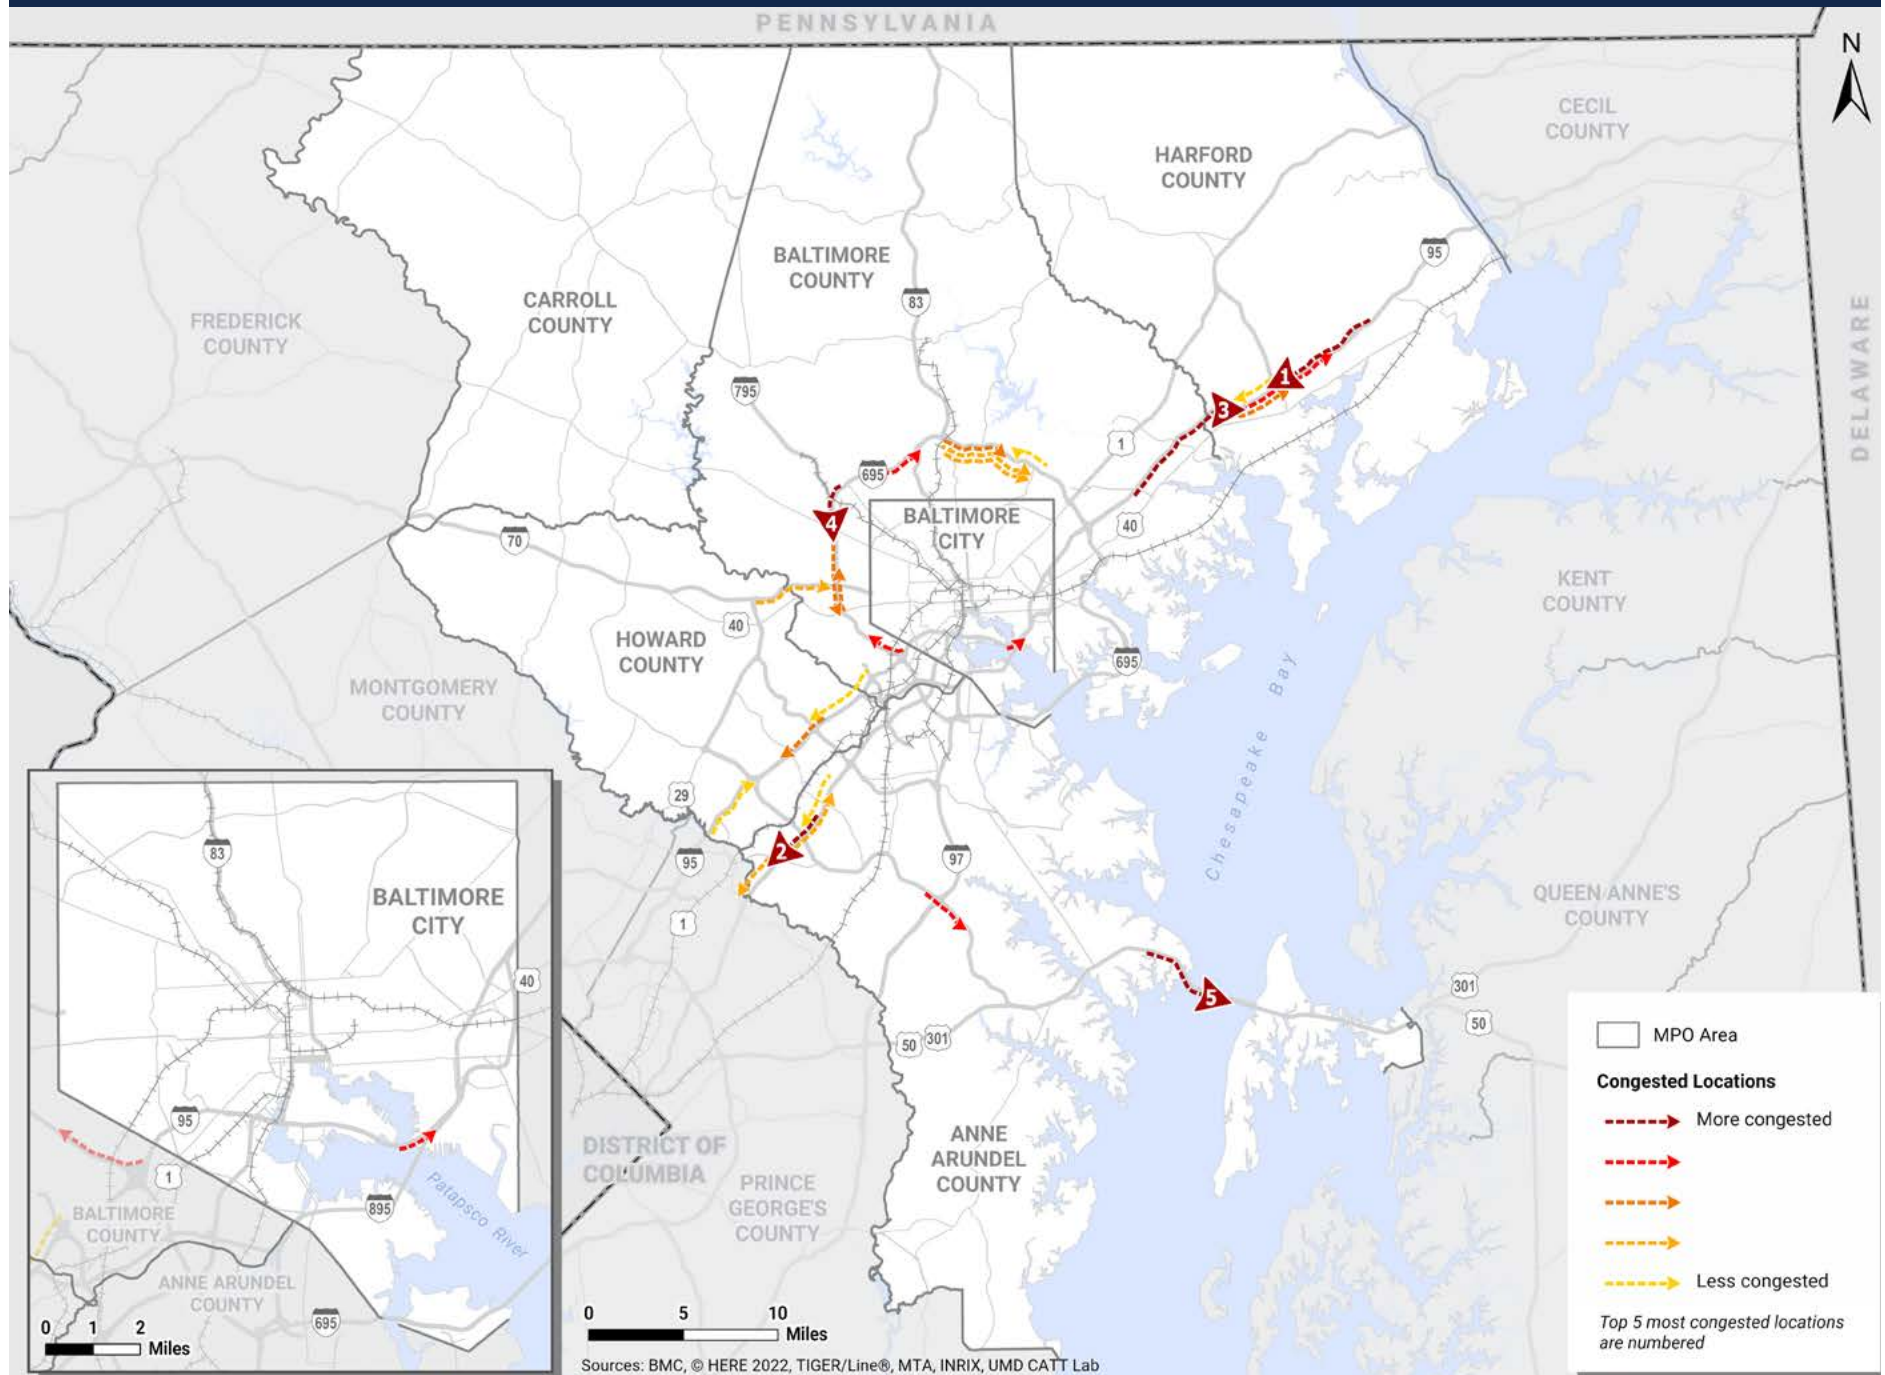 PENNSYLVANIA
N
CECIL
COUNTY
HARFORD
COUNTY
BALTIMORE
COUNTY
95
CARROLL
COUNTY
83
FREDERICK
COUNTY
DELAWARE
795
1
3
1
695
4
BALTIMORE
CITY
40
70
KENT
COUNTY
40
HOWARD
COUNTY
695
MONTGOMERY
COUNTY
Chesapeake Bay
29
95
2
97
1
QUEEN ANNE'S
COUNTY
5
301
50
50
301
DISTRICT OF
COLUMBIA
PRINCE
GEORGE'S
COUNTY
ANNE
ARUNDEL
COUNTY
83
BALTIMORE
CITY
40
95
1
895
Patapsco River
BALTIMORE
COUNTY
ANNE ARUNDEL
COUNTY
695
0 1 2
Miles
0 5 10
Miles
Sources: BMC, © HERE 2022, TIGER/Line®, MTA, INRIX, UMD CATT Lab
MPO Area
Congested Locations
More congested
Less congested
Top 5 most congested locations
are numbered